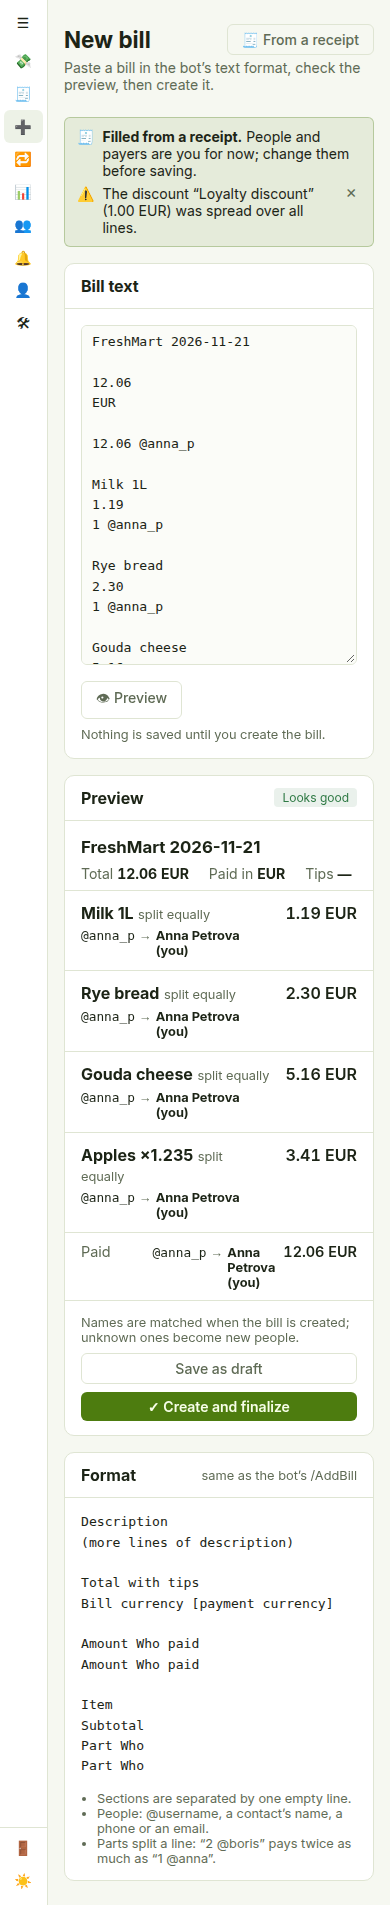 New bill
🧾 From a receipt
Paste a bill in the bot's text format, check the
preview, then create it.
🧾 Filled from a receipt. People and
payers are you for now; change them
before saving.
⚠️ The discount “Loyalty discount” ×
(1.00 EUR) was spread over all
lines.
Bill text
FreshMart 2026-11-21
12.06
EUR
12.06 @anna_p
Milk 1L
1.19
1 @anna_p
Rye bread
2.30
1 @anna_p
Gouda cheese
👁 Preview
Nothing is saved until you create the bill.
Preview
Looks good
FreshMart 2026-11-21
Total 12.06 EUR Paid in EUR Tips —
Milk 1L split equally 1.19 EUR
@anna_p → Anna Petrova
(you)
Rye bread split equally 2.30 EUR
@anna_p → Anna Petrova
(you)
Gouda cheese split equally 5.16 EUR
@anna_p → Anna Petrova
(you)
Apples ×1.235 split 3.41 EUR
equally
@anna_p → Anna Petrova
(you)
Paid @anna_p → Anna 12.06 EUR
Petrova
(you)
Names are matched when the bill is created;
unknown ones become new people.
Save as draft
✓ Create and finalize
Format same as the bot's /AddBill
Description
(more lines of description)
Total with tips
Bill currency [payment currency]
Amount Who paid
Amount Who paid
Item
Subtotal
Part Who
Part Who
• Sections are separated by one empty line.
• People: @username, a contact's name, a
phone or an email.
• Parts split a line: “2 @boris” pays twice as
much as “1 @anna”.